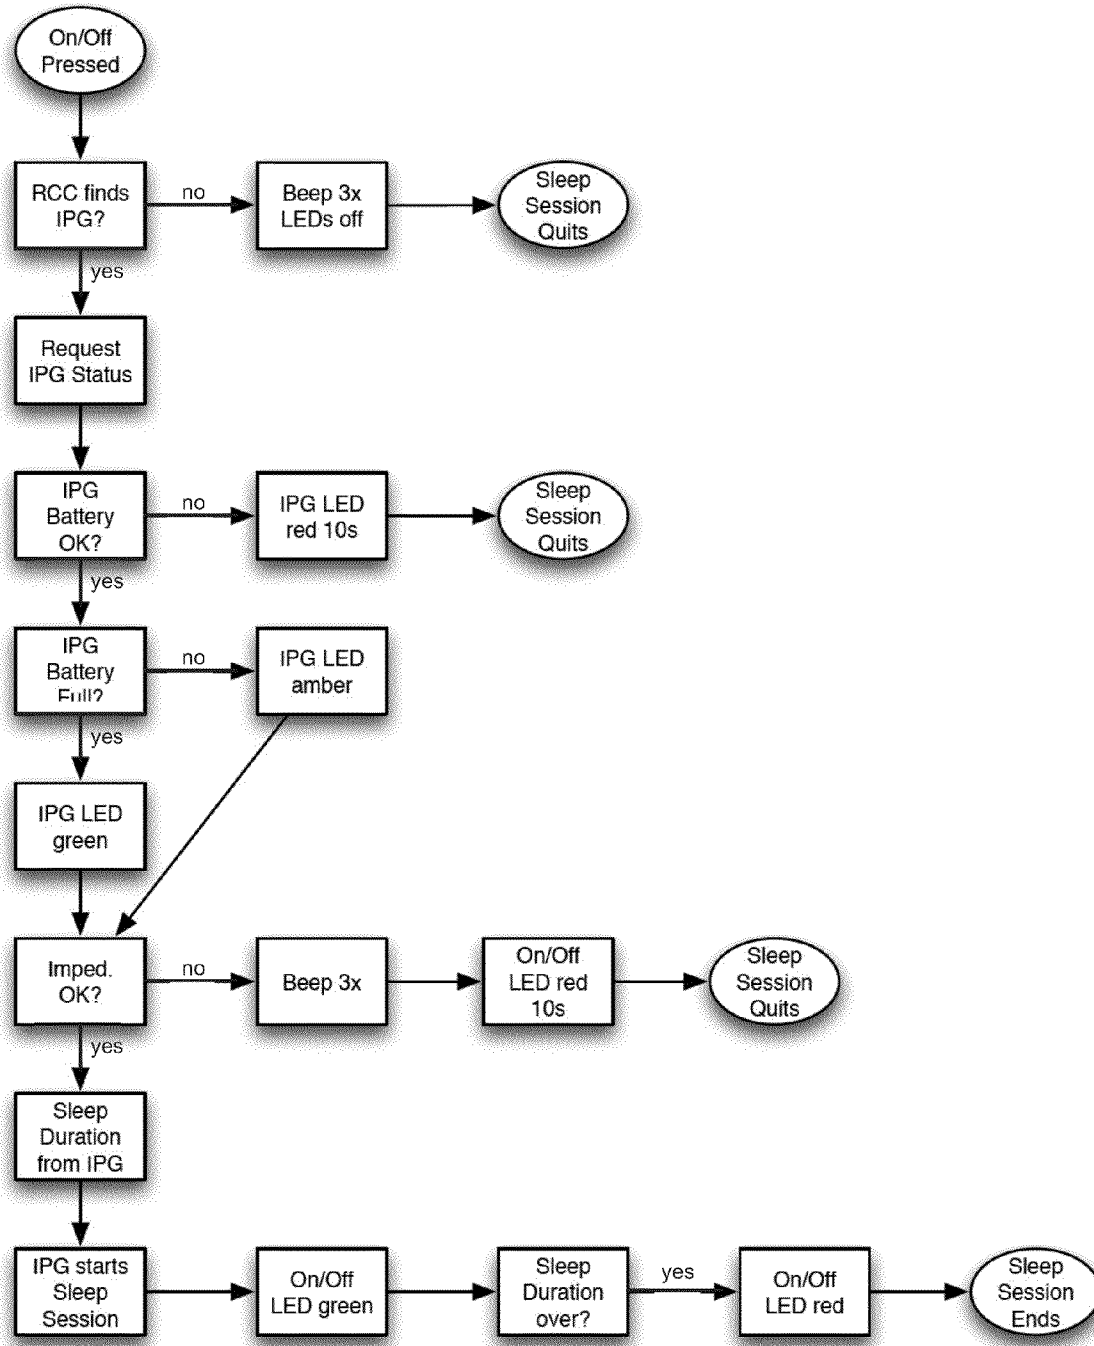 On/Off
Pressed
RCC finds
IPG?
no
Beep 3x
LEDs off
Sleep
Session
Quits
yes
Request
IPG Status
IPG
Battery
OK?
no
IPG LED
red 10s
Sleep
Session
Quits
yes
IPG
Battery
Full?
no
IPG LED
amber
yes
IPG LED
green
Imped.
OK?
no
Beep 3x
On/Off
LED red
10s
Sleep
Session
Quits
yes
Sleep
Duration
from IPG
IPG starts
Sleep
Session
On/Off
LED green
Sleep
Duration
over?
yes
On/Off
LED red
Sleep
Session
Ends